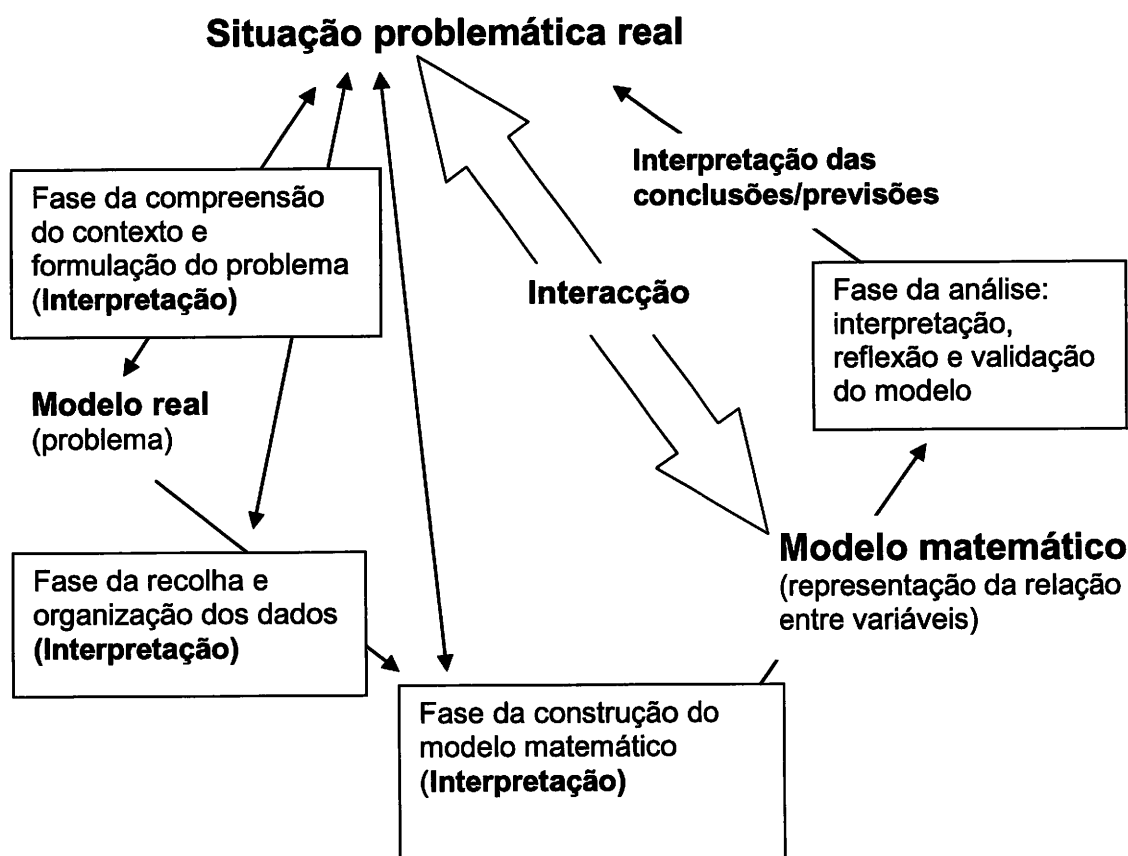 Situação problemática real
Interpretação das
conclusões/previsões
Fase da compreensão
do contexto e
formulação do problema
(Interpretação)
Interacção
Fase da análise:
interpretação,
reflexão e validação
do modelo
Modelo real
(problema)
Modelo matemático
(representação da relação
entre variáveis)
Fase da recolha e
organização dos dados
(Interpretação)
Fase da construção do
modelo matemático
(Interpretação)